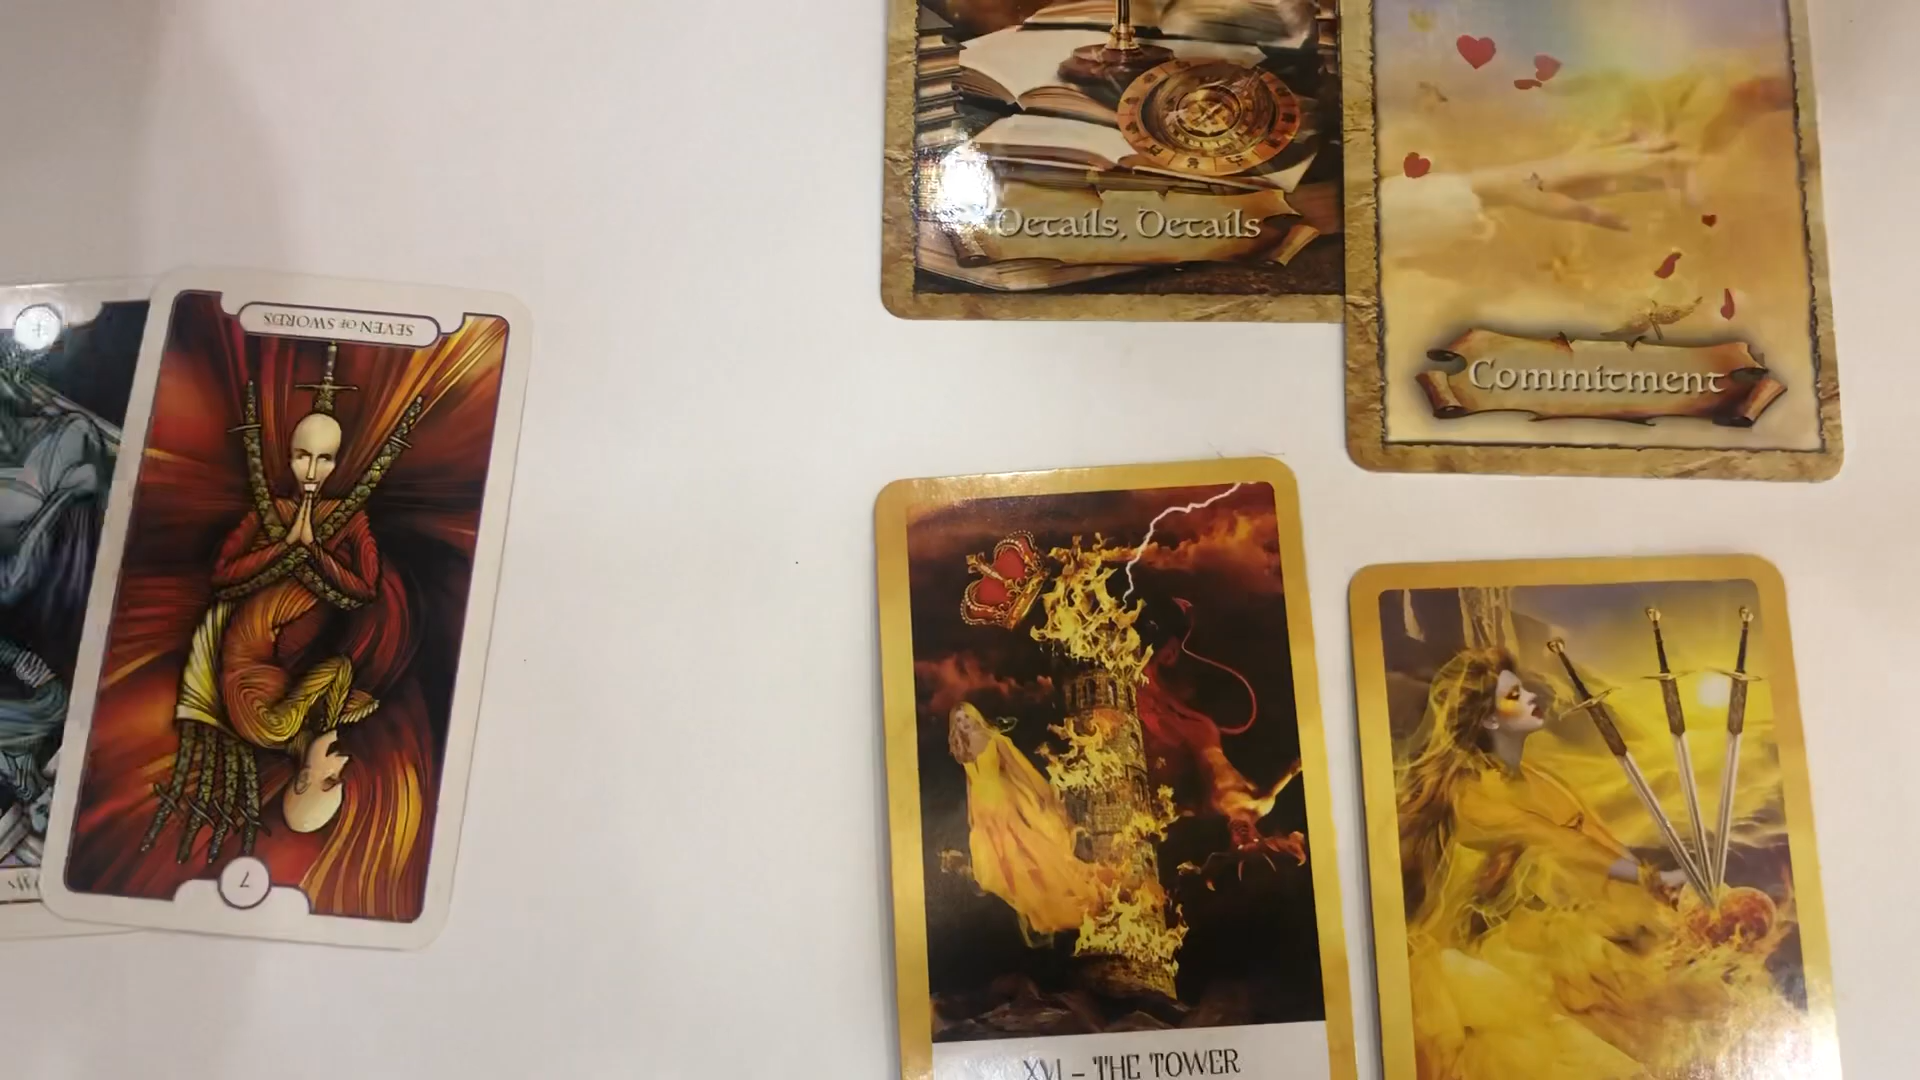 Details, Details
Commitment
SEVEN OF SWORDS
7
XVI – THE TOWER